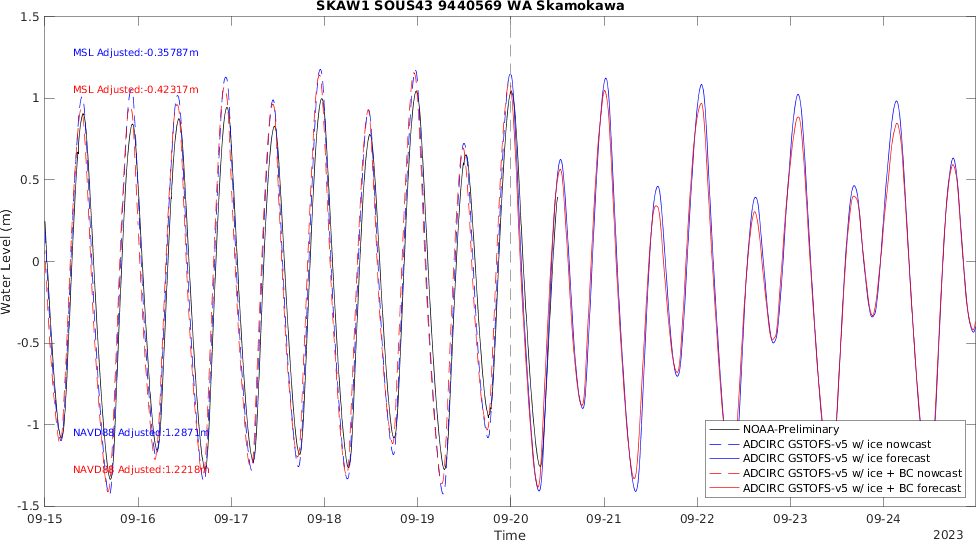 SKAW1 SOUS43 9440569 WA Skamokawa
1.5
1
0.5
0
-0.5
-1
-1.5
Water Level (m)
MSL Adjusted:-0.35787m
MSL Adjusted:-0.42317m
NAVD88 Adjusted:1.2871m
NAVD88 Adjusted:1.2218m
NOAA-Preliminary
ADCIRC GSTOFS-v5 w/ ice nowcast
ADCIRC GSTOFS-v5 w/ ice forecast
ADCIRC GSTOFS-v5 w/ ice + BC nowcast
ADCIRC GSTOFS-v5 w/ ice + BC forecast
09-15 09-16 09-17 09-18 09-19 09-20 09-21 09-22 09-23 09-24
Time
2023